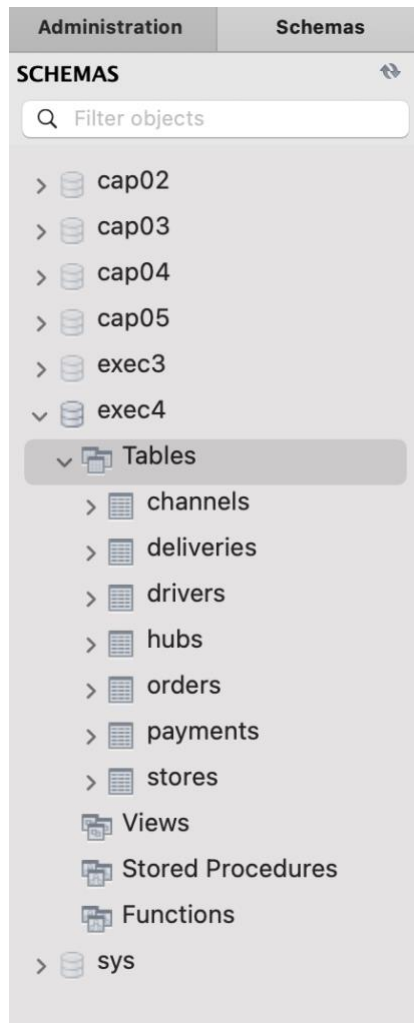 Administration Schemas
SCHEMAS
Filter objects
cap02
cap03
cap04
cap05
exec3
exec4
Tables
channels
deliveries
drivers
hubs
orders
payments
stores
Views
Stored Procedures
Functions
sys